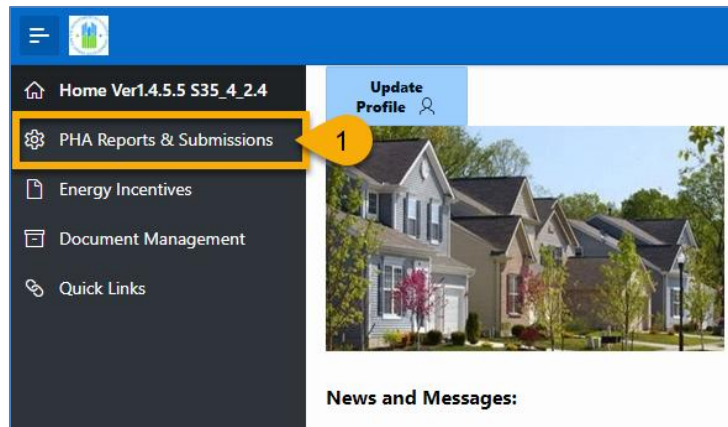 Home Ver1.4.5.5 S35_4_2.4
PHA Reports & Submissions
1
Energy Incentives
Document Management
Quick Links
Update
Profile
News and Messages: